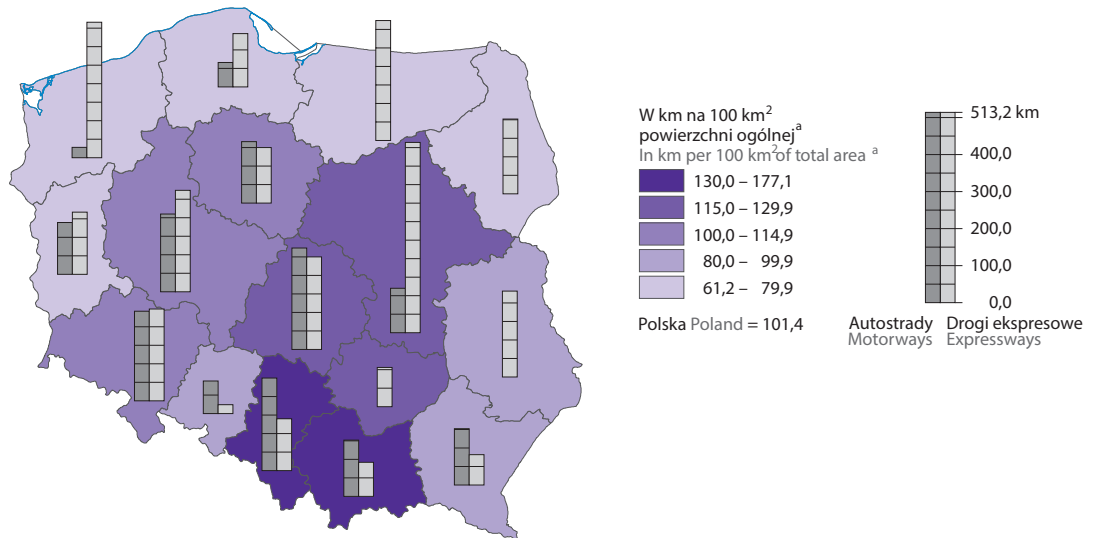 W km na 100 km²
powierzchni ogólnejᵃ
In km per 100 km² of total area ᵃ
130,0 – 177,1
115,0 – 129,9
100,0 – 114,9
80,0 – 99,9
61,2 – 79,9
Polska Poland = 101,4
513,2 km
400,0
300,0
200,0
100,0
0,0
Autostrady Drogi ekspresowe
Motorways Expressways